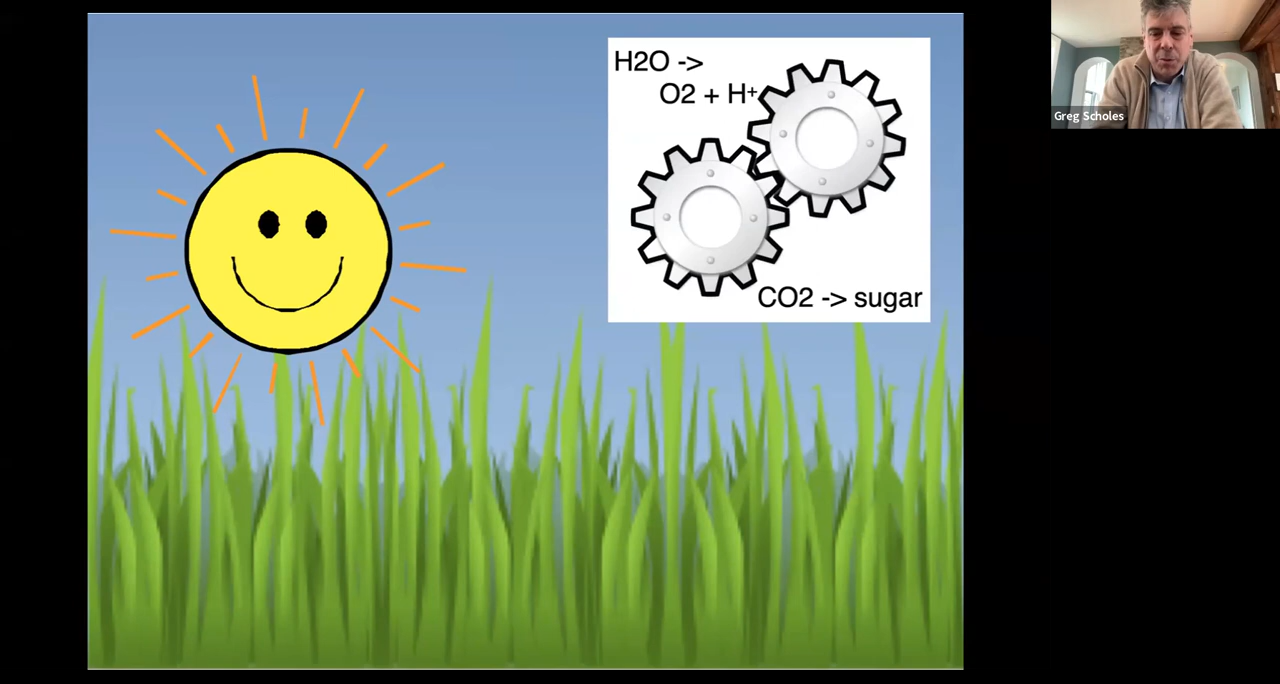 H2O ->
O2 + H⁺
CO2 -> sugar
Greg Scholes